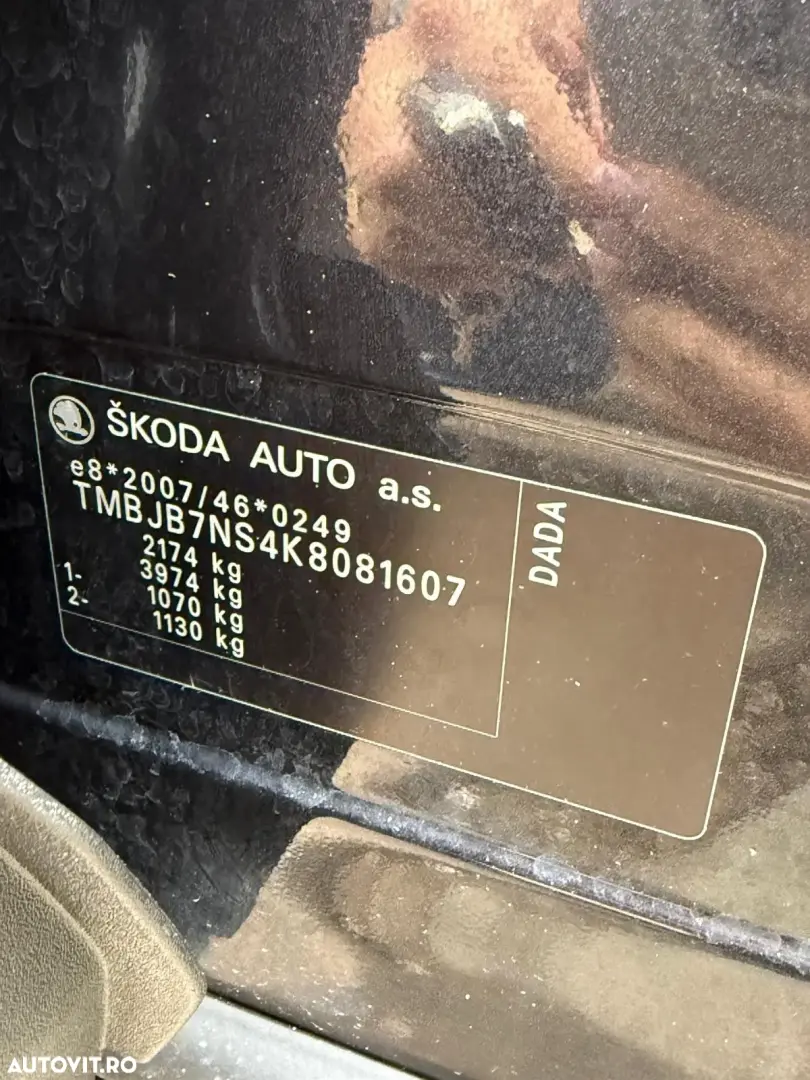 ŠKODA AUTO a.s.
e8*2007/46*0249
TMBJB7NS4K8081607
2174 kg
3974 kg
1- 1070 kg
2- 1130 kg
DADA
AUTOVIT.RO